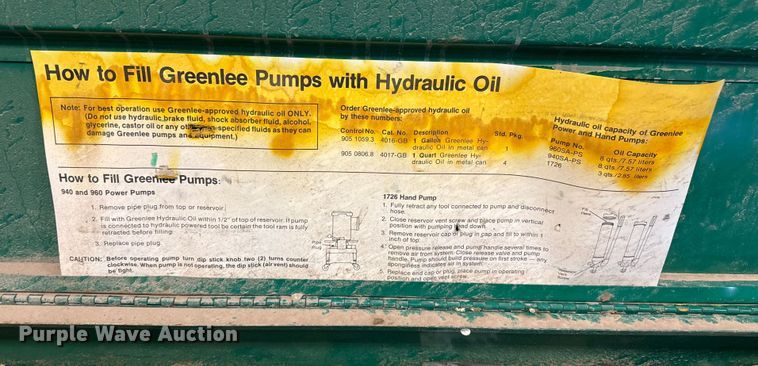 How to Fill Greenlee Pumps with Hydraulic Oil
Note: For best operation use Greenlee-approved hydraulic oil ONLY.
(Do not use hydraulic brake fluid, shock absorber fluid, alcohol,
glycerine, castor oil or any specified fluids as they can
damage Greenlee pumps and equipment.)
Order Greenlee-approved hydraulic oil
by these numbers:
Control No. Cat. No. Description Std. Pkg.
905 1059.3 4016-GB 1 Gallon Greenlee Hy-
draulic Oil in metal can 1
905 0806.8 4017-GB 1 Quart Greenlee Hy-
draulic Oil in metal can 4
Hydraulic oil capacity of Greenlee
Power and Hand Pumps:
Pump No. Oil Capacity
960SA-PS 8 qts./7.57 liters
940SA-PS 8 qts./7.57 liters
1726 3 qts./2.85 liters
How to Fill Greenlee Pumps:
940 and 960 Power Pumps
1. Remove pipe plug from top or reservoir.
2. Fill with Greenlee Hydraulic Oil within 1/2" of top of reservoir. If pump
is connected to hydraulic powered tool be certain the tool ram is fully
retracted before filling.
3. Replace pipe plug.
CAUTION: Before operating pump turn dip stick knob two (2) turns counter
clockwise. When pump is not operating, the dip stick (air vent) should
be tight.
Pipe
Plug
1726 Hand Pump
1. Fully retract any tool connected to pump and disconnect
hose.
2. Close reservoir vent screw and place pump in vertical
position with pumping head down.
3. Remove reservoir cap or plug in cap and fill to within 1
inch of top.
4. Open pressure release and pump handle several times to
remove air from system. Close release valve and pump
handle. Pump should build pressure on first stroke — any
sponginess indicates air in system.
5. Replace end cap or plug, place pump in operating
position and open vent screw.
Purple Wave Auction